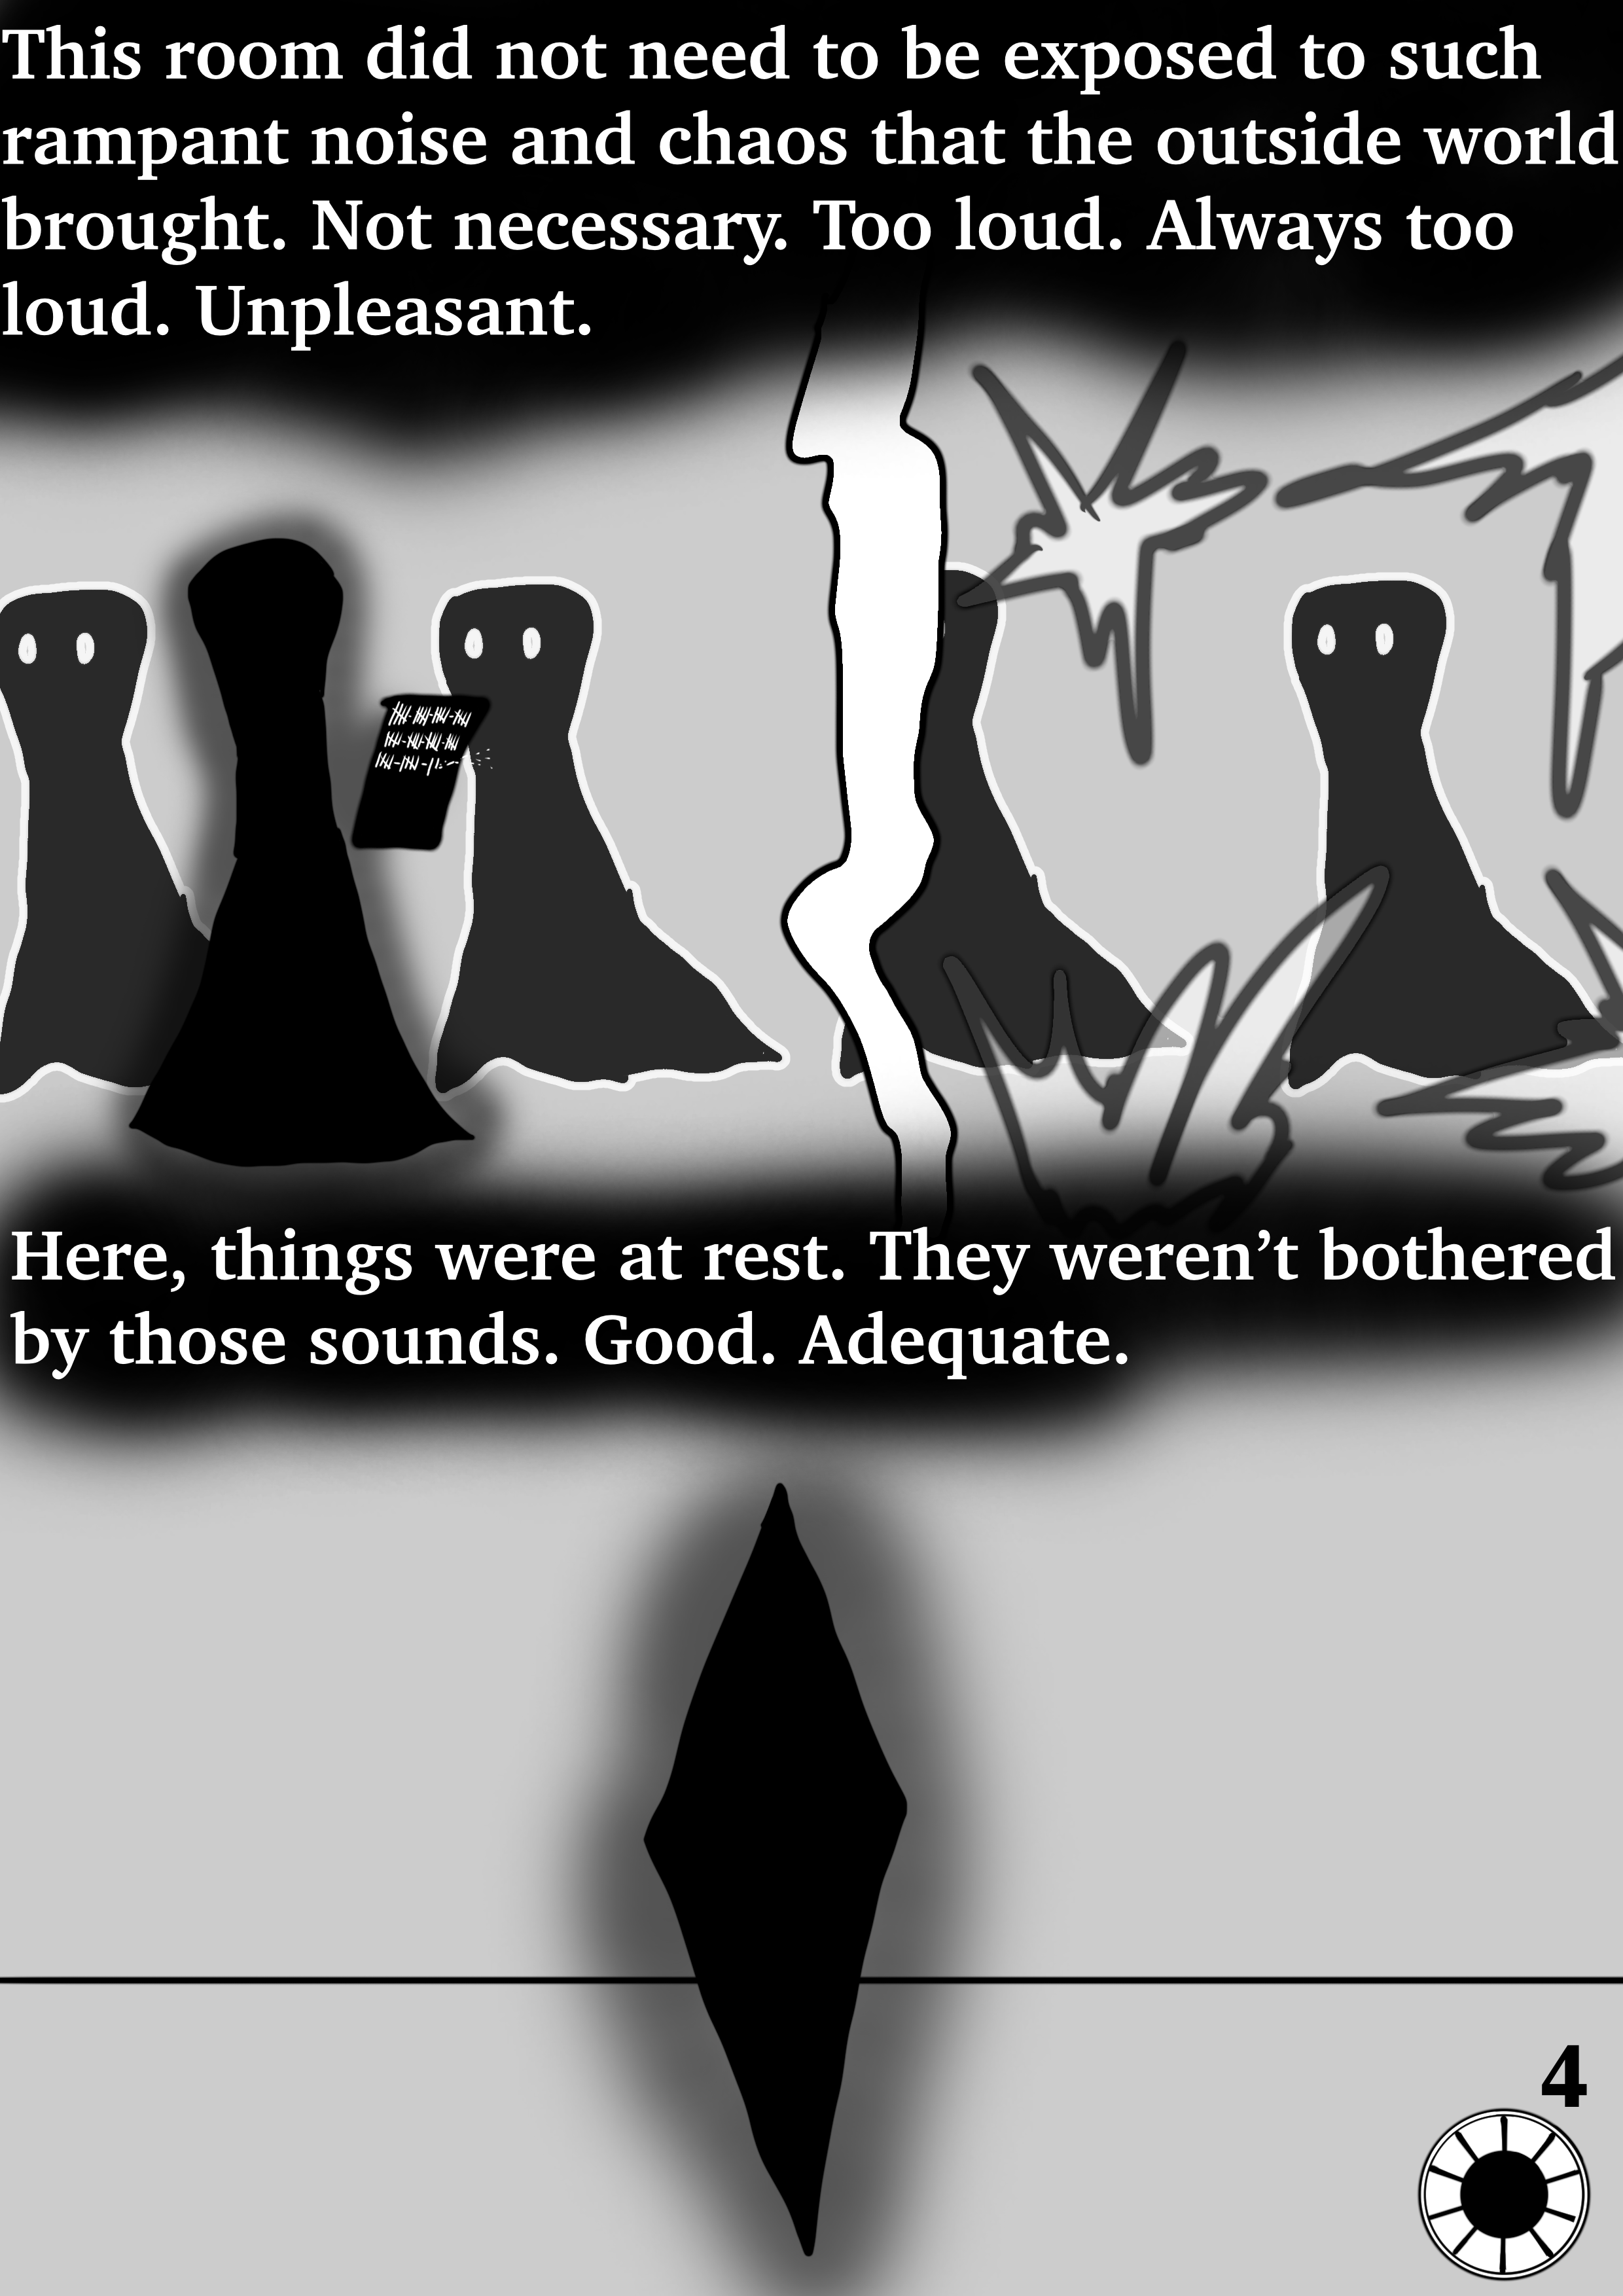 This room did not need to be exposed to such
rampant noise and chaos that the outside world
brought. Not necessary. Too loud. Always too
loud. Unpleasant.
Here, things were at rest. They weren’t bothered
by those sounds. Good. Adequate.
4